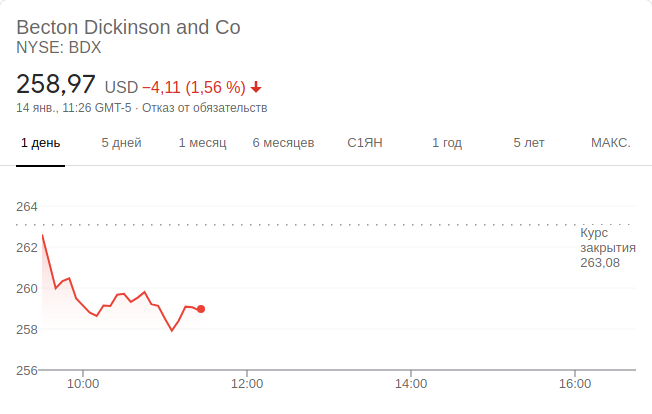 Becton Dickinson and Co
NYSE: BDX
258,97 USD −4,11 (1,56 %)
14 янв., 11:26 GMT-5 · Отказ от обязательств
1 день 5 дней 1 месяц 6 месяцев С1ЯН 1 год 5 лет МАКС.
264
Курс
закрытия
263,08
262
260
258
256
10:00 12:00 14:00 16:00